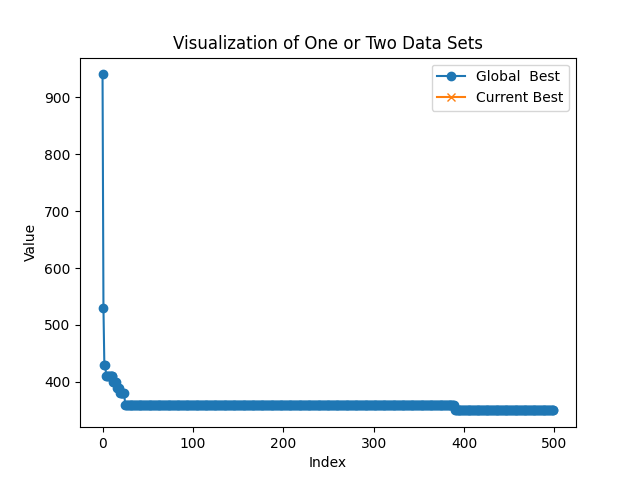 Visualization of One or Two Data Sets
Global  Best
Current Best
Value
900
800
700
600
500
400
0
100
200
300
400
500
Index